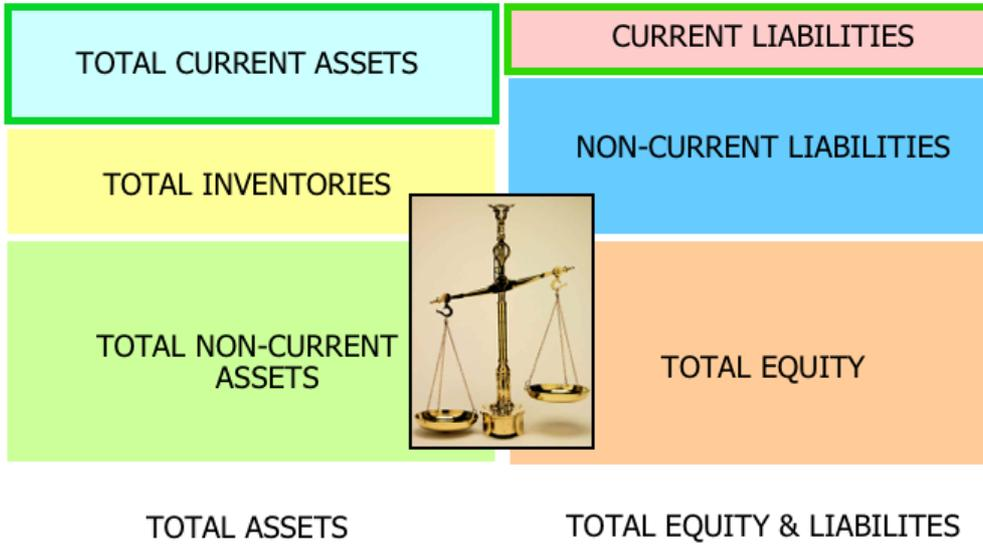 TOTAL CURRENT ASSETS
TOTAL INVENTORIES
TOTAL NON-CURRENT
ASSETS
TOTAL ASSETS
CURRENT LIABILITIES
NON-CURRENT LIABILITIES
TOTAL EQUITY
TOTAL EQUITY & LIABILITES